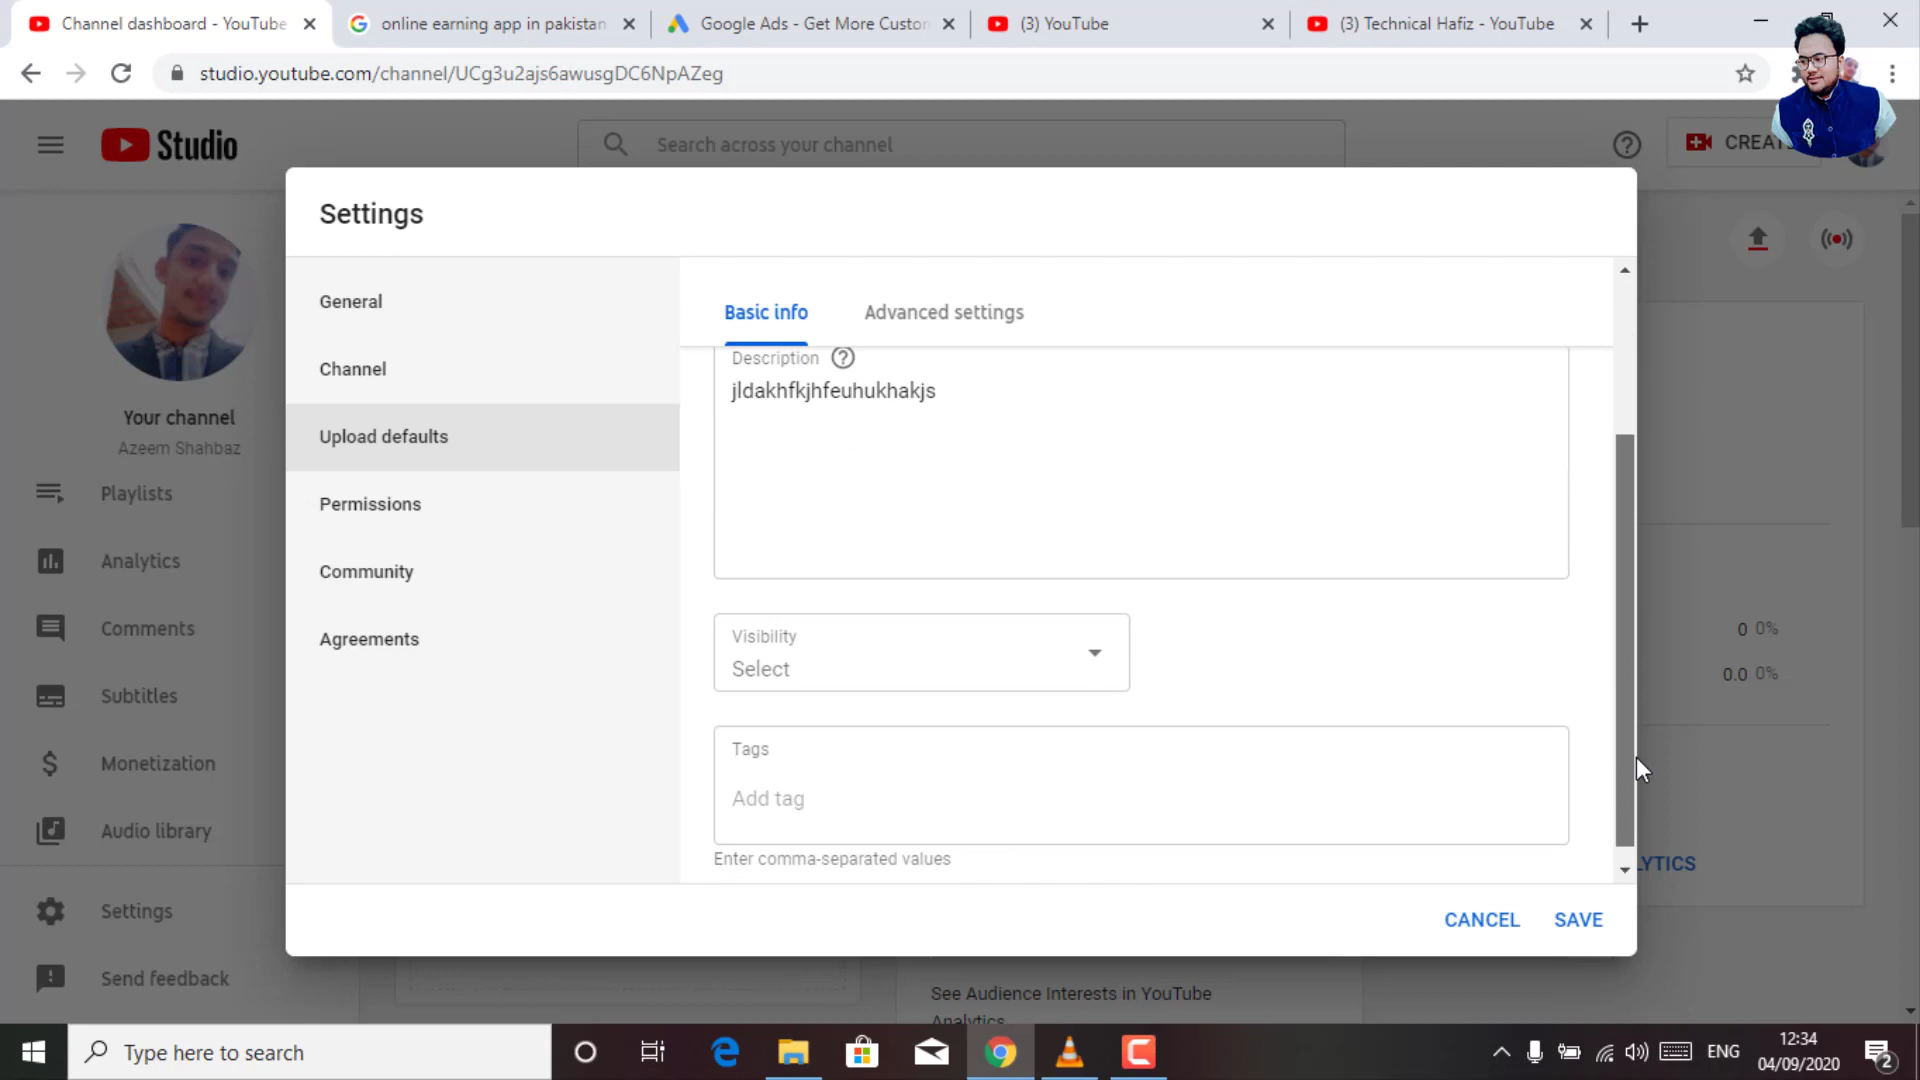 Channel dashboard - YouTube
online earning app in pakistan
Google Ads - Get More Custon
(3) YouTube
(3) Technical Hafiz - YouTube
studio.youtube.com/channel/UCg3u2ajs6awusgDC6NpAZeg
Studio
Search across your channel
CREATE
Settings
General
Channel
Upload defaults
Permissions
Community
Agreements
Basic info
Advanced settings
Description
jldakhfkjhfeuhukhakjs
Visibility
Select
Tags
Add tag
Enter comma-separated values
CANCEL
SAVE
Your channel
Azeem Shahbaz
Playlists
Analytics
Comments
Subtitles
Monetization
Audio library
Settings
Send feedback
0 0%
0.0 0%
LYTICS
See Audience Interests in YouTube
Analytics
Type here to search
ENG
12:34
04/09/2020
2